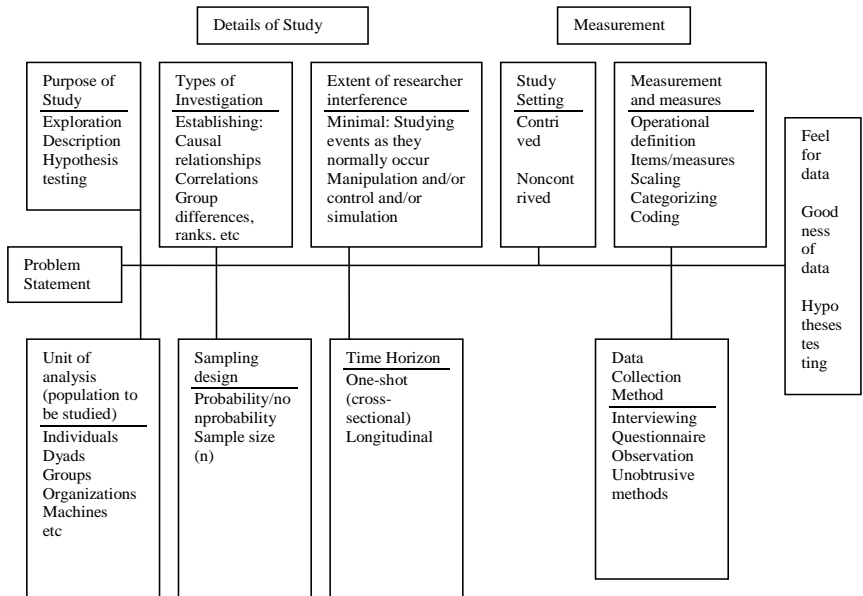 Details of Study
Measurement
Purpose of
Study
Exploration
Description
Hypothesis
testing
Types of
Investigation
Establishing:
Causal
relationships
Correlations
Group
differences,
ranks. etc
Extent of researcher
interference
Minimal: Studying
events as they
normally occur
Manipulation and/or
control and/or
simulation
Study
Setting
Contri
ved
Noncont
rived
Measurement
and measures
Operational
definition
Items/measures
Scaling
Categorizing
Coding
Feel
for
data
Good
ness
of
data
Hypo
theses
tes
ting
Problem
Statement
Unit of
analysis
(population to
be studied)
Individuals
Dyads
Groups
Organizations
Machines
etc
Sampling
design
Probability/no
nprobability
Sample size
(n)
Time Horizon
One-shot
(cross-
sectional)
Longitudinal
Data
Collection
Method
Interviewing
Questionnaire
Observation
Unobtrusive
methods